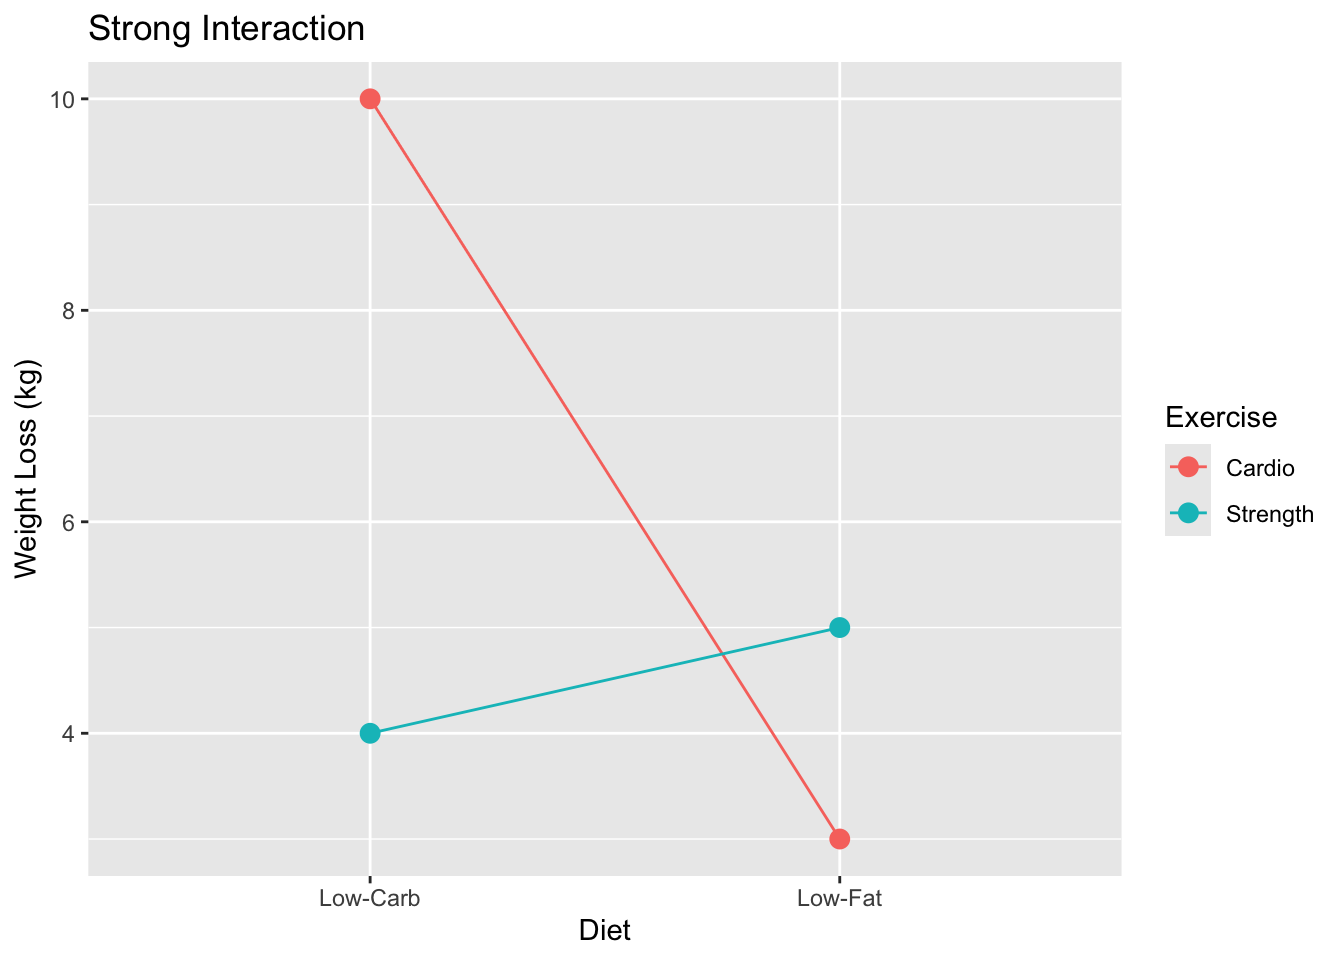 Strong Interaction
10
8
6
4
Weight Loss (kg)
Low-Carb
Low-Fat
Diet
Exercise
Cardio
Strength